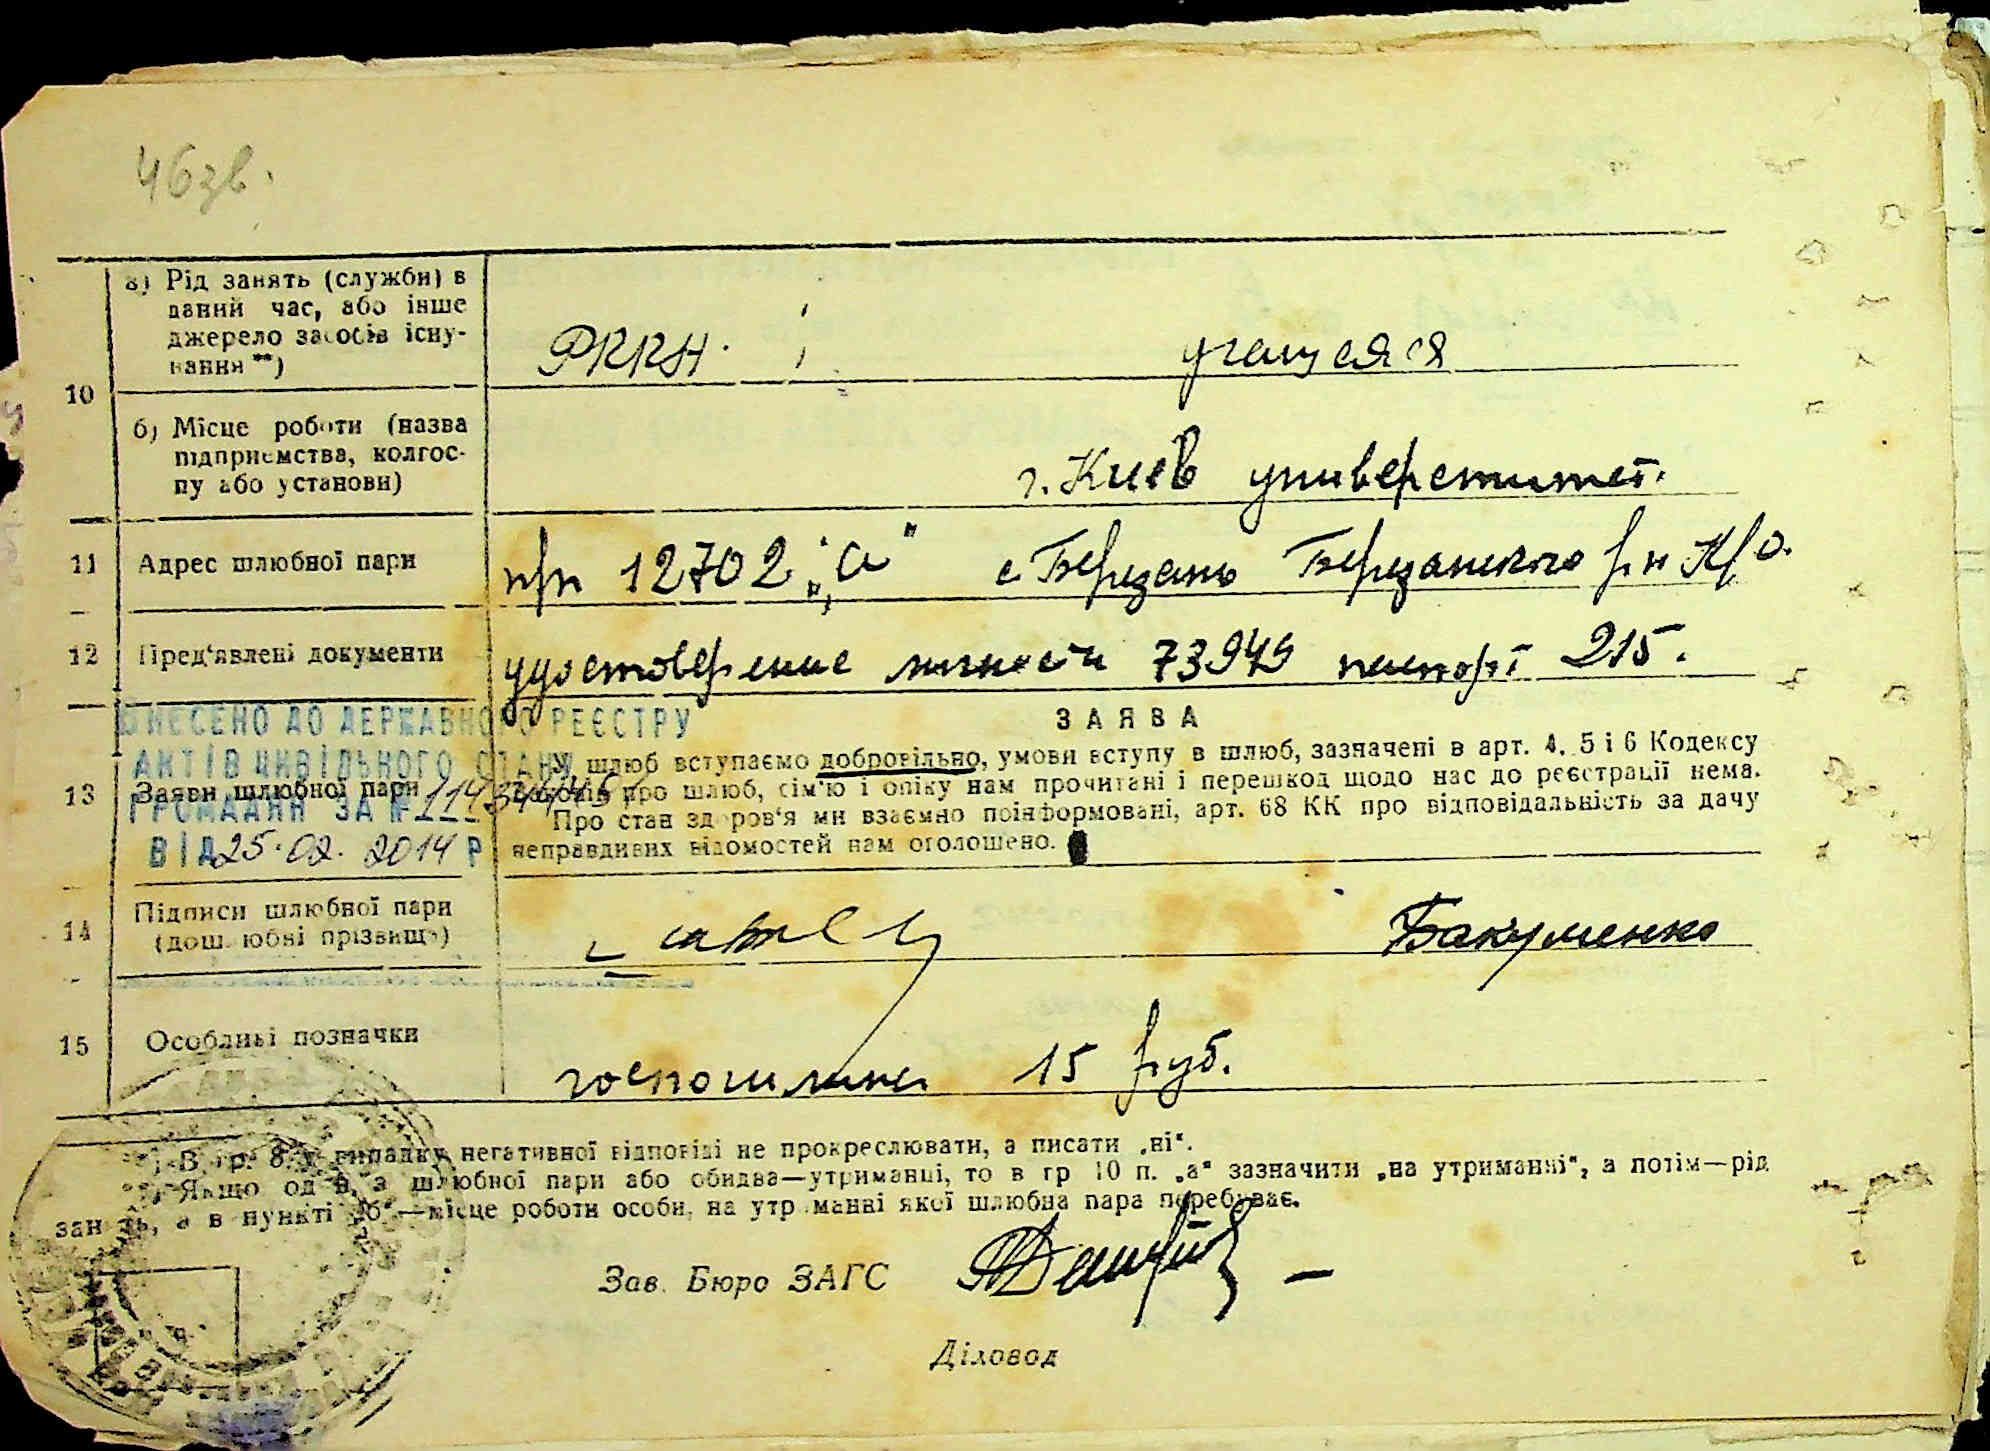 46зв.
10
а) Рід занять (служби) в
даний час, або інше
джерело засобів існу-
вання **)
РККА.
учащаяся
б) Місце роботи (назва
підприємства, колгос-
пу або установи)
г. Киев университет.
11
Адрес шлюбної пари
п/п 12702 "а"
с Березань Березанского р-н К/о.
12
Пред'явлені документи
удостоверение личности 73949 паспорт 215.
ВНЕСЕНО ДО ДЕРЖАВНОГО РЕЄСТРУ
АКТІВ ЦИВІЛЬНОГО СТАНУ
ГРОМАДЯН ЗА №
ВІД 25.02.2014 Р
13
Заяви шлюбної пари
ЗАЯВА
У шлюб вступаємо добровільно, умови вступу в шлюб, зазначені в арт. 4, 5 і 6 Кодексу
законів про шлюб, сім'ю і опіку нам прочитані і перешкод щодо нас до реєстрації нема.
Про стан здоров'я ми взаємно поінформовані, арт. 68 КК про відповідальність за дачу
неправдивих відомостей нам оголошено.
14
Підписи шлюбної пари
(дошлюбні прізвища)
Бакуменко
15
Особливі позначки
госпошлина 15 руб.
*) В гр. 8 у випадку негативної відповіді не прокреслювати, а писати „ні“.
**) Якщо один з шлюбної пари або обидва—утриманці, то в гр 10 п. „а“ зазначити „на утриманні“, а потім—рід
занять, а в пункті „б“—місце роботи особи, на утриманні якої шлюбна пара перебуває.
Зав. Бюро ЗАГС
Діловод